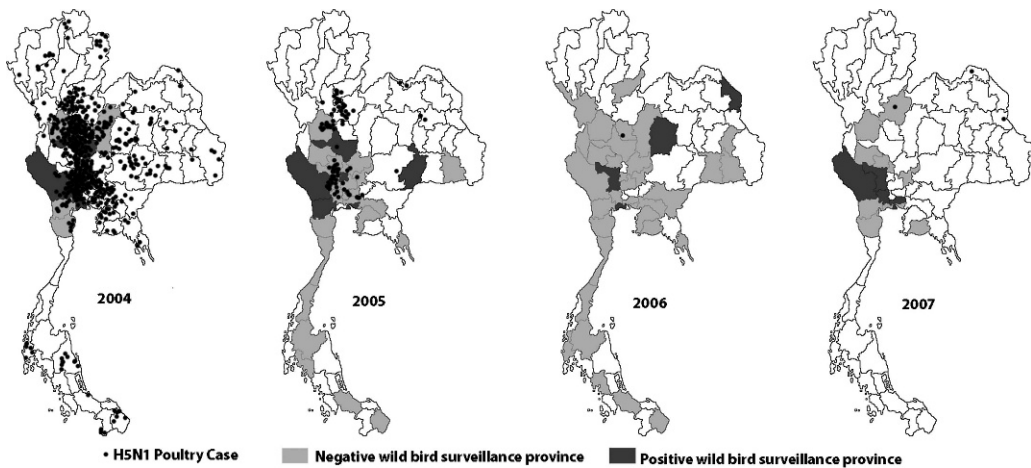 2004
2005
2006
2007
H5N1 Poultry Case
Negative wild bird surveillance province
Positive wild bird surveillance province